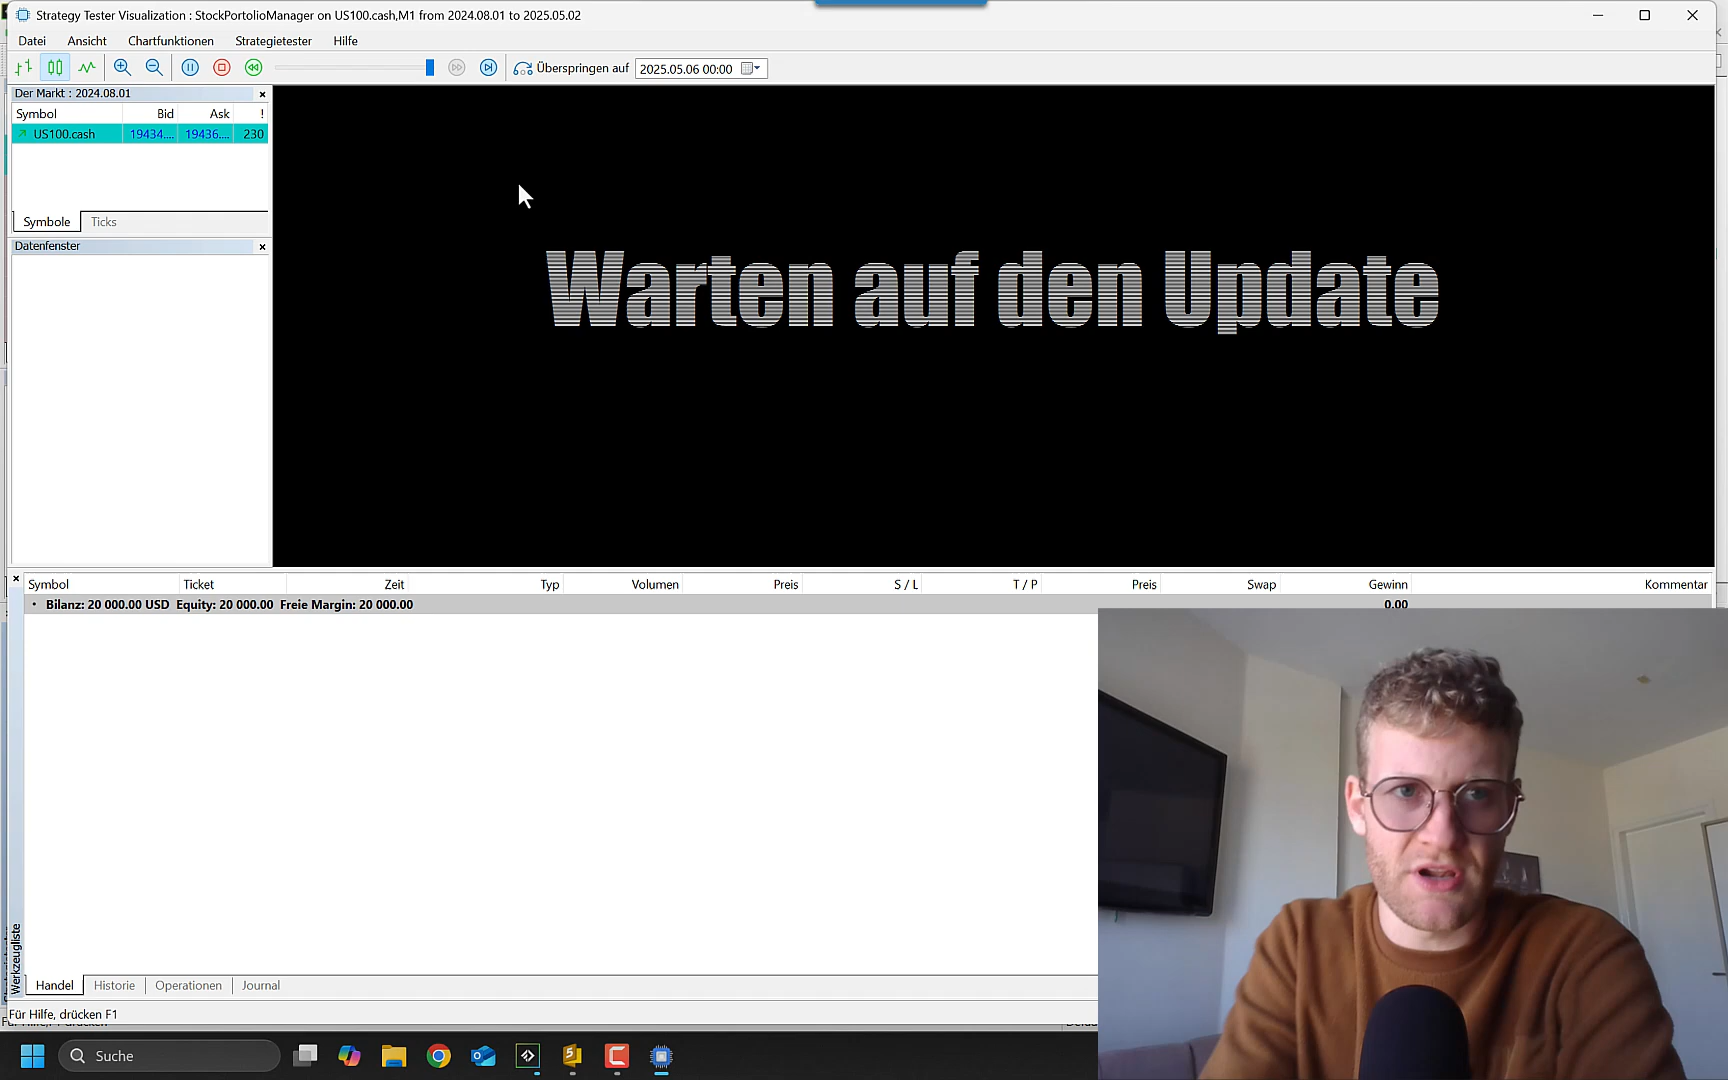 Strategy Tester Visualization : StockPortolioManager on US100.cash,M1 from 2024.08.01 to 2025.05.02
Datei Ansicht Chartfunktionen Strategietester Hilfe
Überspringen auf 2025.05.06 00:00
Der Markt : 2024.08.01
Symbol Bid Ask !
US100.cash 19434.... 19436.... 230
Symbole Ticks
Datenfenster
Warten auf den Update
Symbol Ticket Zeit Typ Volumen Preis S / L T / P Preis Swap Gewinn Kommentar
Bilanz: 20 000.00 USD Equity: 20 000.00 Freie Margin: 20 000.00 0.00
Werkzeugliste
Handel Historie Operationen Journal
Für Hilfe, drücken F1
Suche